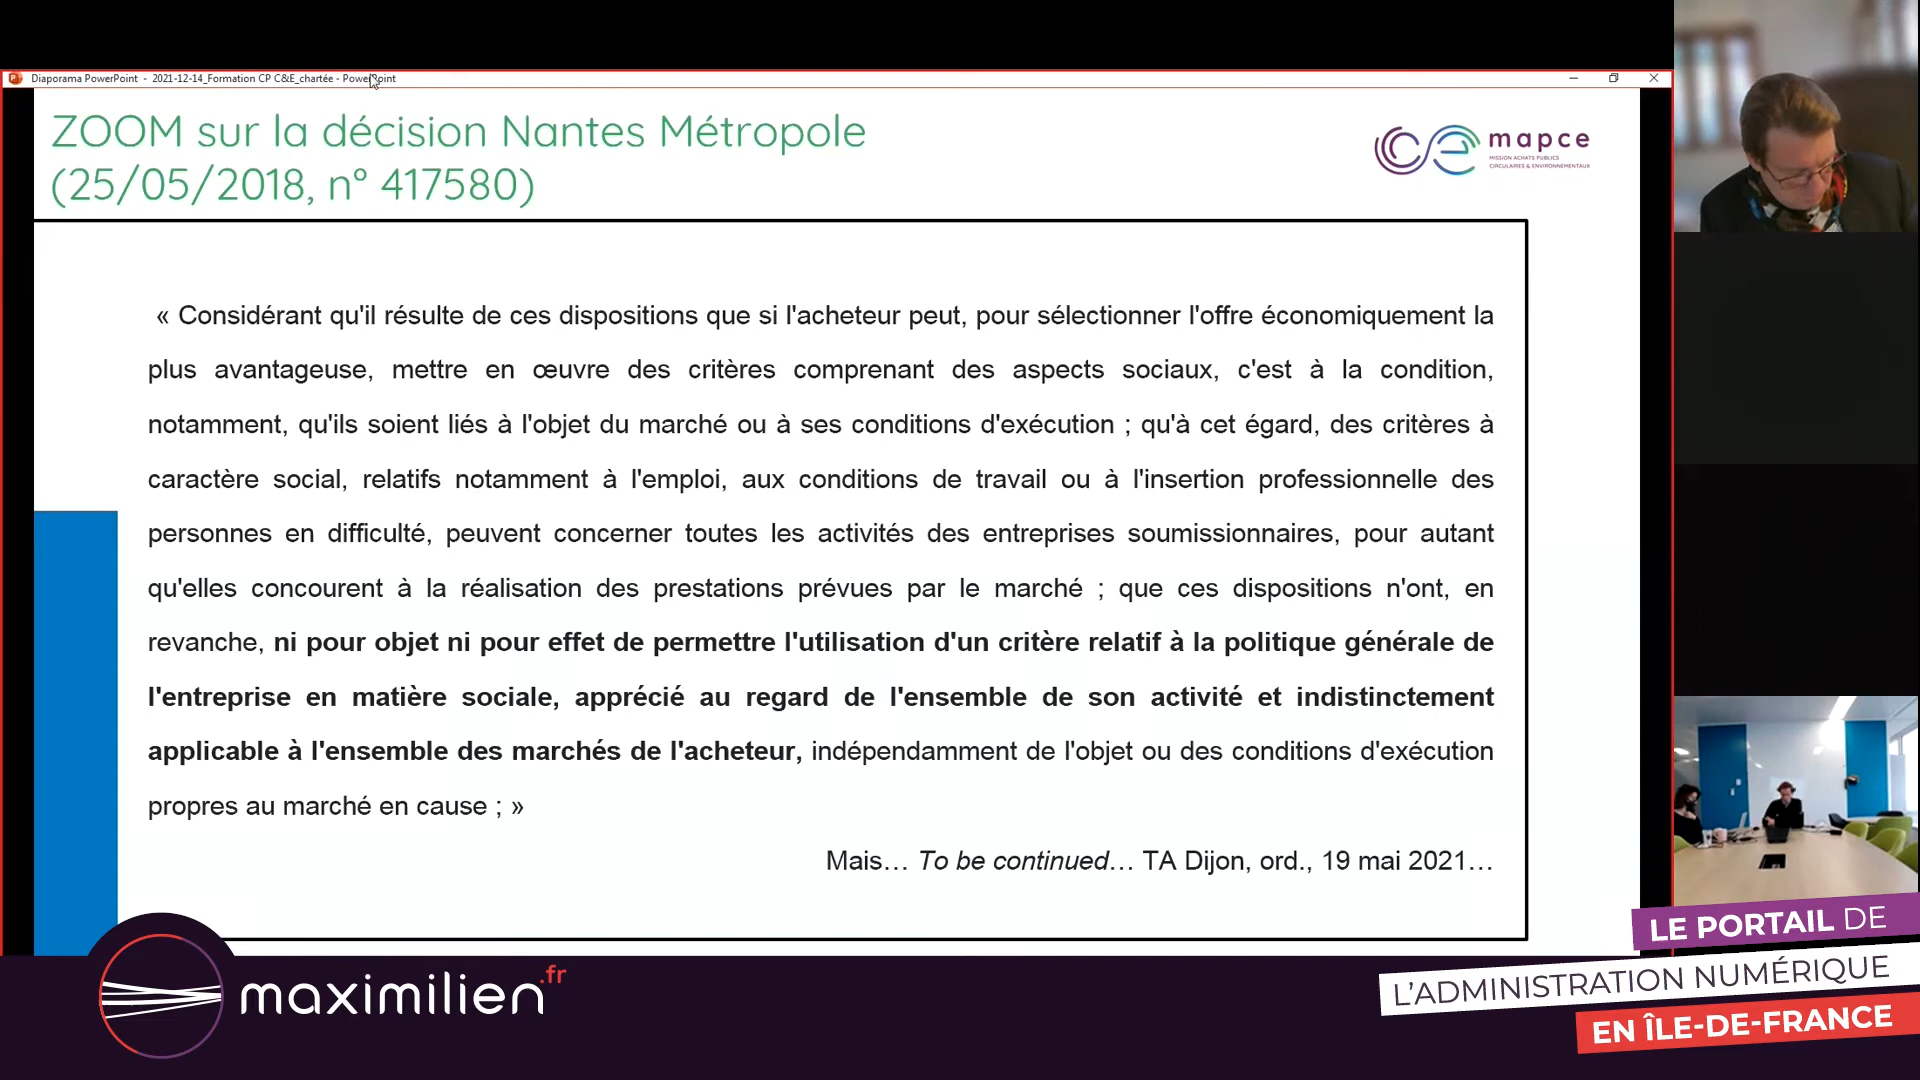 Diaporama PowerPoint - 2021-12-14_Formation CP C&E_chartée - PowerPoint
ZOOM sur la décision Nantes Métropole
(25/05/2018, n° 417580)
mapce
MISSION ACHATS PUBLICS
CIRCULAIRES & ENVIRONNEMENTAUX
« Considérant qu'il résulte de ces dispositions que si l'acheteur peut, pour sélectionner l'offre économiquement la
plus avantageuse, mettre en œuvre des critères comprenant des aspects sociaux, c'est à la condition,
notamment, qu'ils soient liés à l'objet du marché ou à ses conditions d'exécution ; qu'à cet égard, des critères à
caractère social, relatifs notamment à l'emploi, aux conditions de travail ou à l'insertion professionnelle des
personnes en difficulté, peuvent concerner toutes les activités des entreprises soumissionnaires, pour autant
qu'elles concourent à la réalisation des prestations prévues par le marché ; que ces dispositions n'ont, en
revanche, ni pour objet ni pour effet de permettre l'utilisation d'un critère relatif à la politique générale de
l'entreprise en matière sociale, apprécié au regard de l'ensemble de son activité et indistinctement
applicable à l'ensemble des marchés de l'acheteur, indépendamment de l'objet ou des conditions d'exécution
propres au marché en cause ; »
Mais… To be continued… TA Dijon, ord., 19 mai 2021…
maximilien.fr
LE PORTAIL DE
L'ADMINISTRATION NUMÉRIQUE
EN ÎLE-DE-FRANCE